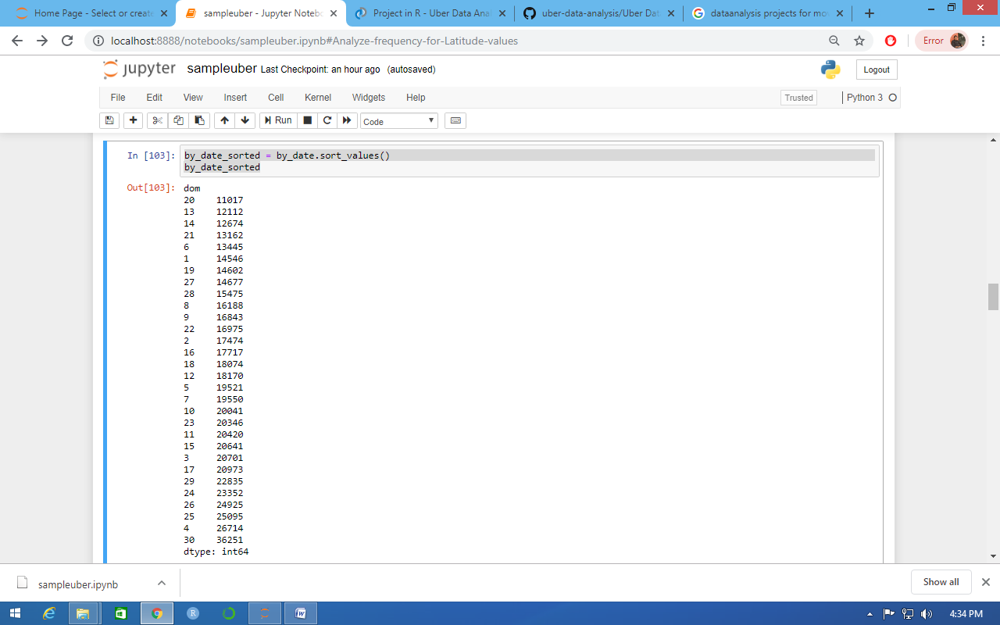 Home Page - Select or create
sampleuber - Jupyter Noteb
Project in R - Uber Data Ana
uber-data-analysis/Uber Dat
dataanalysis projects for mov
localhost:8888/notebooks/sampleuber.ipynb#Analyze-frequency-for-Latitude-values
Error
jupyter sampleuber Last Checkpoint: an hour ago (autosaved)
Logout
File Edit View Insert Cell Kernel Widgets Help
Trusted
Python 3
Run
Code
In [103]: by_date_sorted = by_date.sort_values()
by_date_sorted
Out[103]: dom
20 11017
13 12112
14 12674
21 13162
6 13445
1 14546
19 14602
27 14677
28 15475
8 16188
9 16843
22 16975
2 17474
16 17717
18 18074
12 18170
5 19521
7 19550
10 20041
23 20346
11 20420
15 20641
3 20701
17 20973
29 22835
24 23352
26 24925
25 25095
4 26714
30 36251
dtype: int64
sampleuber.ipynb
Show all
4:34 PM